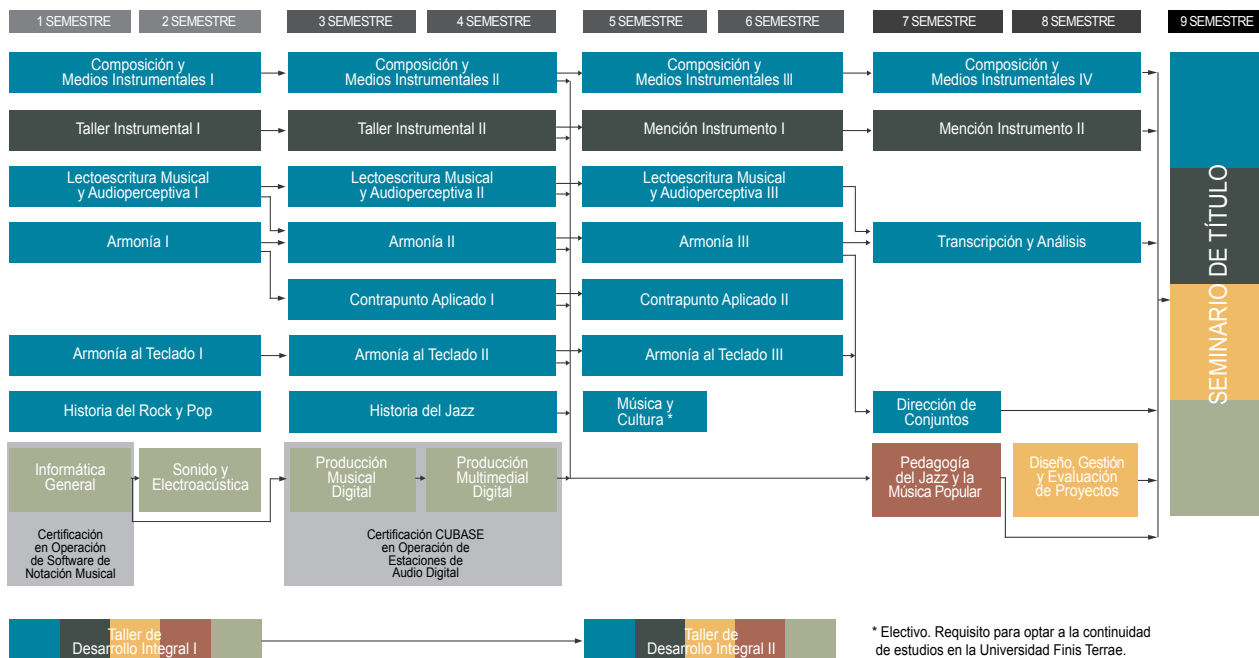 1 SEMESTRE
2 SEMESTRE
3 SEMESTRE
4 SEMESTRE
5 SEMESTRE
6 SEMESTRE
7 SEMESTRE
8 SEMESTRE
9 SEMESTRE
Composición y
Medios Instrumentales I
Composición y
Medios Instrumentales II
Composición y
Medios Instrumentales III
Composición y
Medios Instrumentales IV
Taller Instrumental I
Taller Instrumental II
Mención Instrumento I
Mención Instrumento II
Lectoescritura Musical
y Audioperceptiva I
Lectoescritura Musical
y Audioperceptiva II
Lectoescritura Musical
y Audioperceptiva III
Armonía I
Armonía II
Armonía III
Transcripción y Análisis
Contrapunto Aplicado I
Contrapunto Aplicado II
Armonía al Teclado I
Armonía al Teclado II
Armonía al Teclado III
Historia del Rock y Pop
Historia del Jazz
Música y
Cultura *
Dirección de
Conjuntos
Informática
General
Sonido y
Electroacústica
Producción
Musical
Digital
Producción
Multimedial
Digital
Pedagogía
del Jazz y la
Música Popular
Diseño, Gestión
y Evaluación
de Proyectos
SEMINARIO DE TÍTULO
Certificación
en Operación
de Software de
Notación Musical
Certificación CUBASE
en Operación de
Estaciones de
Audio Digital
Taller de
Desarrollo Integral I
Taller de
Desarrollo Integral II
* Electivo. Requisito para optar a la continuidad
de estudios en la Universidad Finis Terrae.